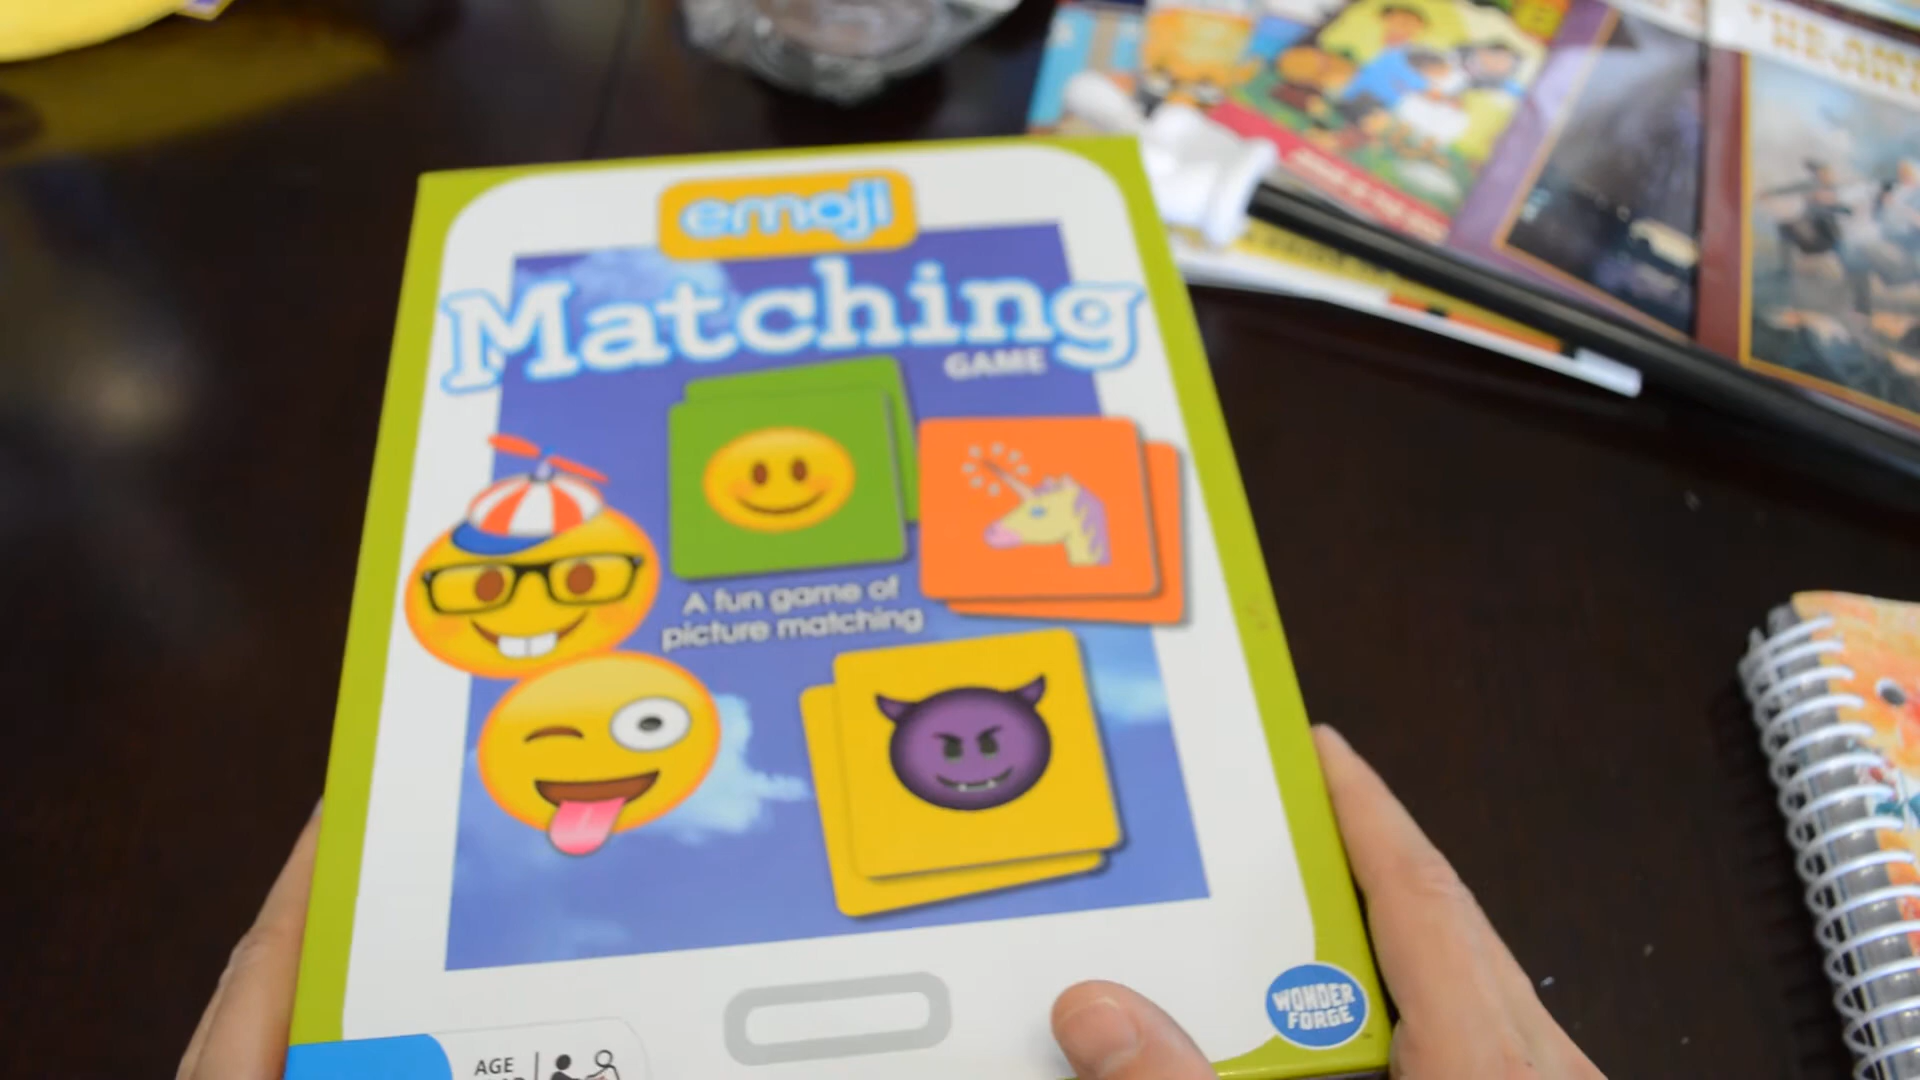 emoji
Matching
GAME
A fun game of
picture matching
WONDER
FORGE
AGE